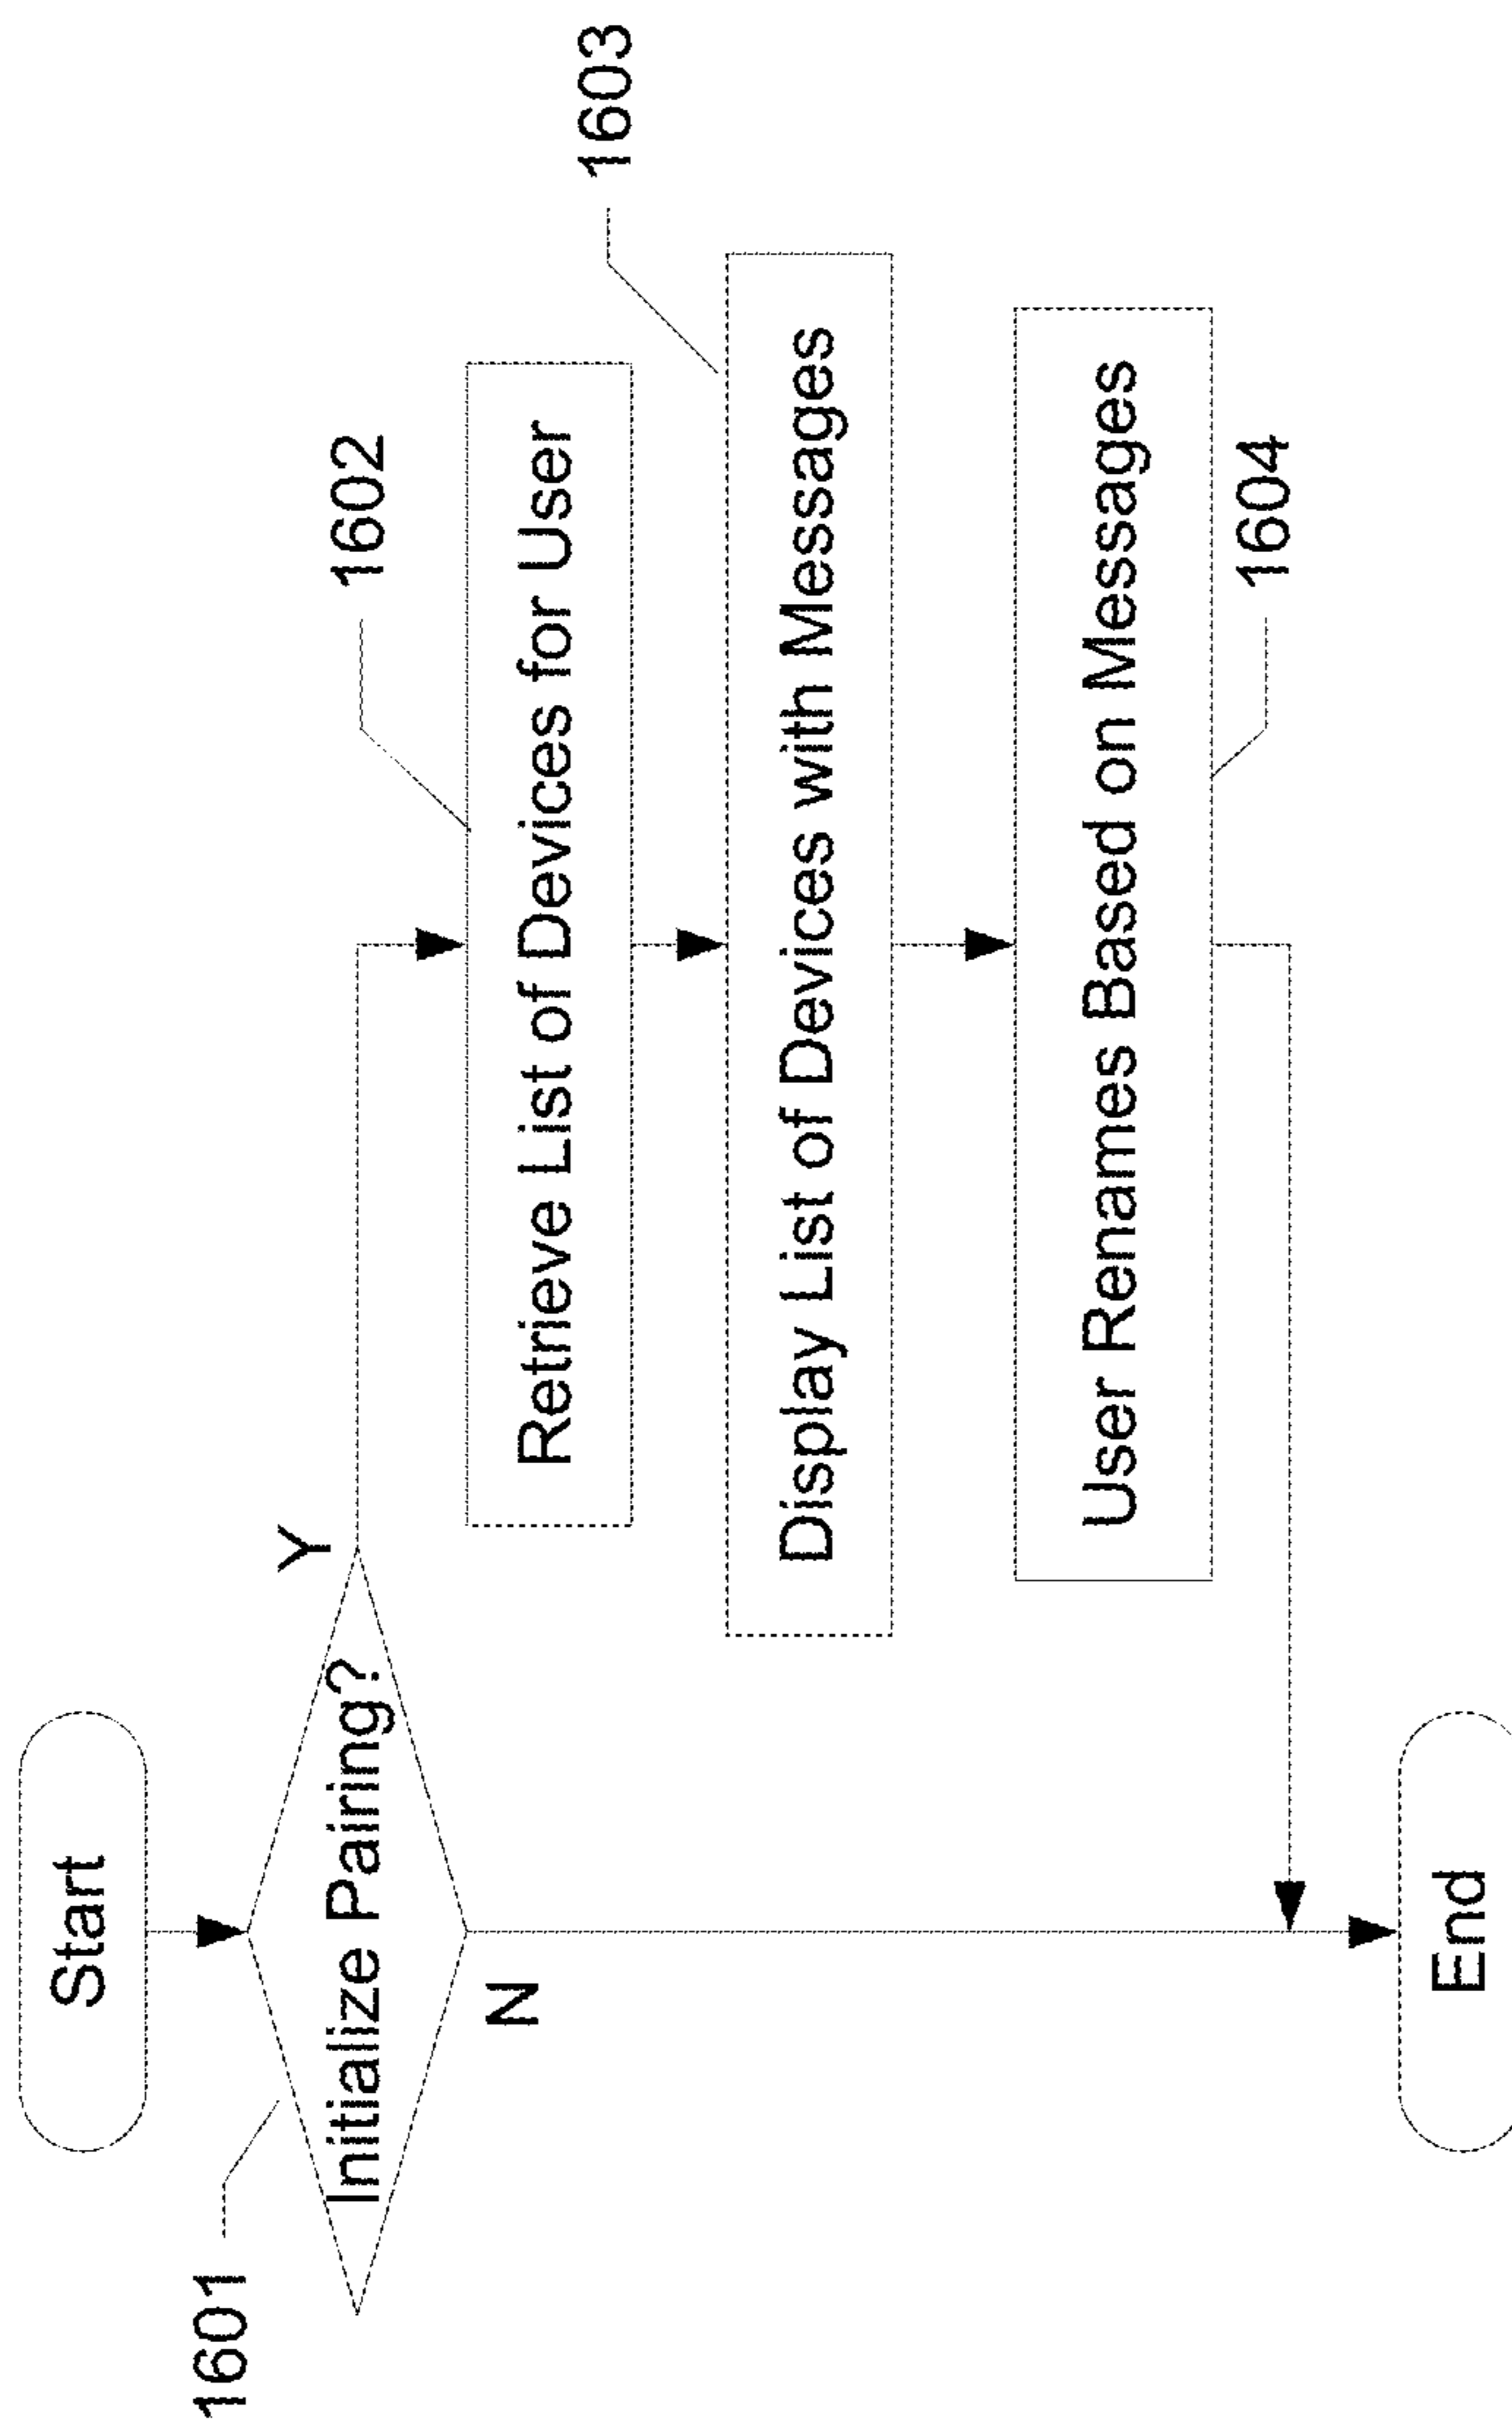 Start
1601
Initialize Pairing?
Y
N
1602
Retrieve List of Devices for User
1603
Display List of Devices with Messages
User Renames Based on Messages
1604
End